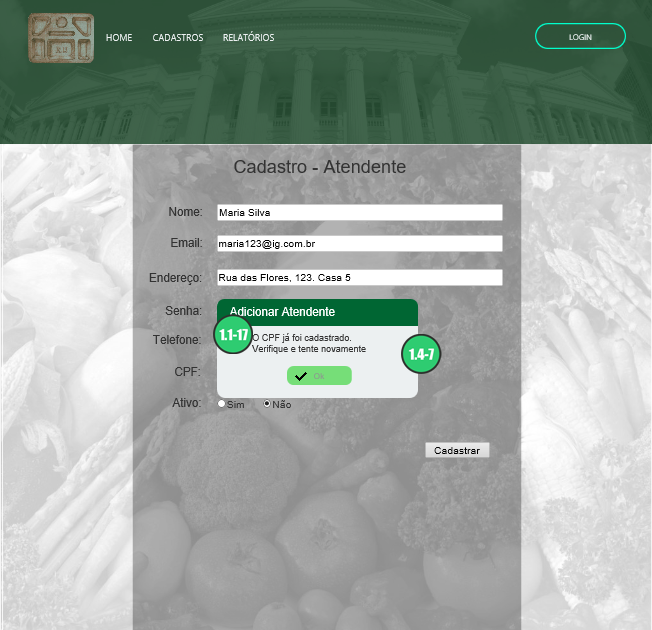 HOME CADASTROS RELATÓRIOS LOGIN
Cadastro - Atendente
Nome: Maria Silva
Email: maria123@ig.com.br
Endereço: Rua das Flores, 123. Casa 5
Senha:
Adicionar Atendente
1.1-17
Telefone:
O CPF já foi cadastrado.
Verifique e tente novamente
1.4-7
CPF:
Ok
Ativo: Sim Não
Cadastrar